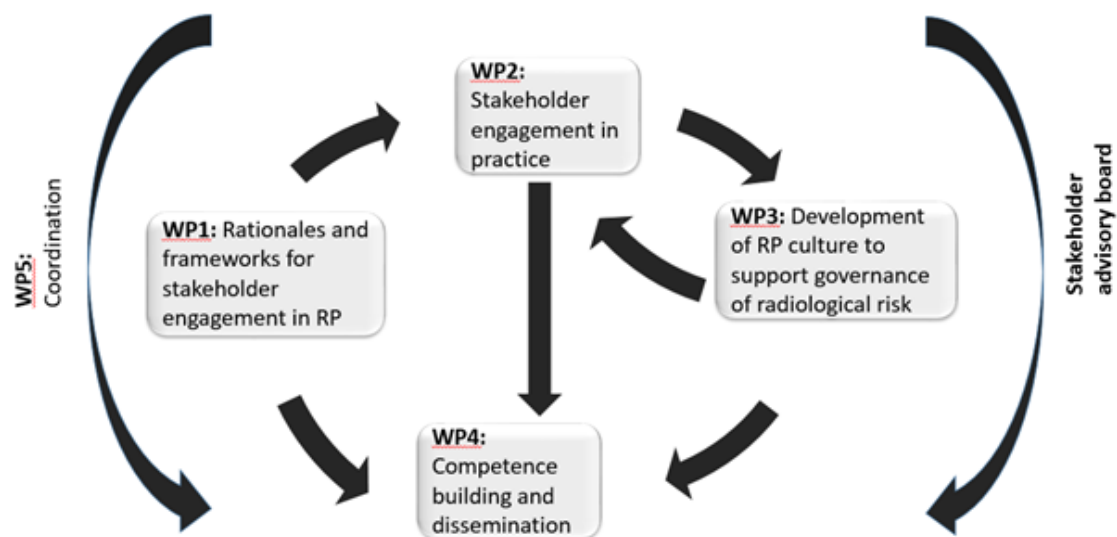 WP2:
Stakeholder
engagement in
practice
WP1: Rationales and
frameworks for
stakeholder
engagement in RP
WP3: Development
of RP culture to
support governance
of radiological risk
WP4:
Competence
building and
dissemination
WP5:
Coordination
Stakeholder
advisory board